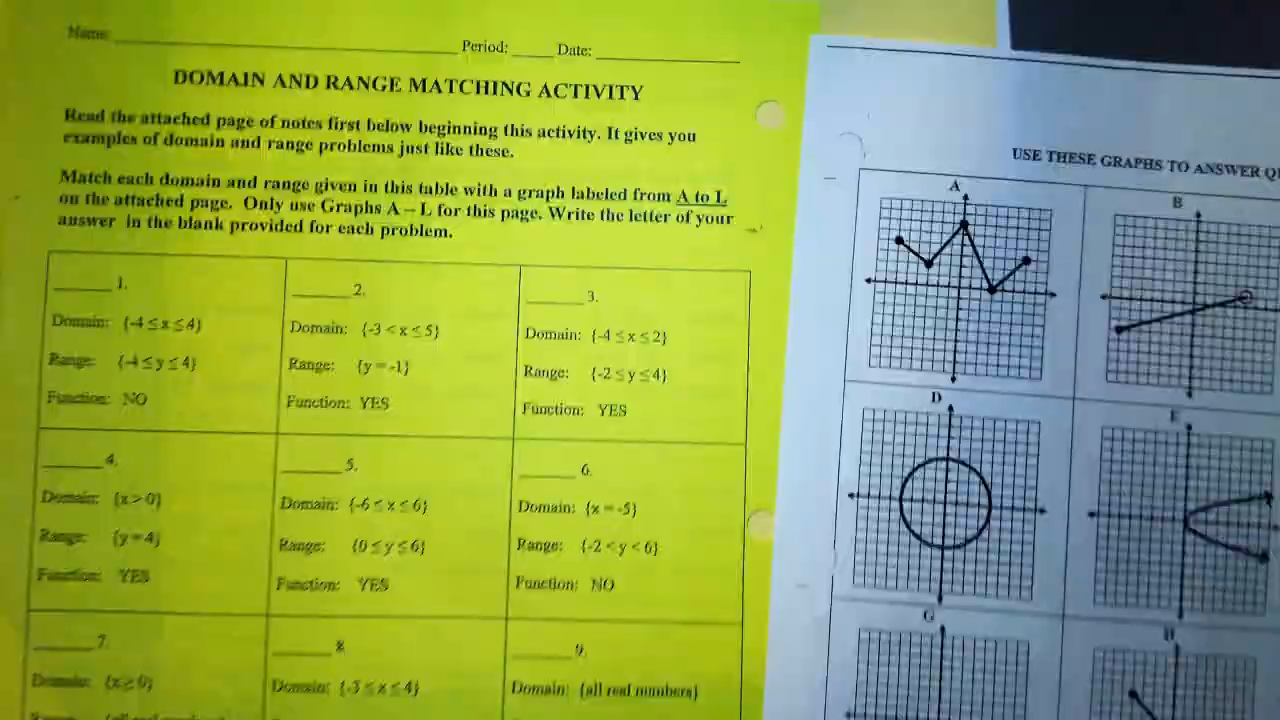 Name: Period: Date:
DOMAIN AND RANGE MATCHING ACTIVITY
Read the attached page of notes first below beginning this activity. It gives you
examples of domain and range problems just like these.
Match each domain and range given in this table with a graph labeled from A to L
on the attached page. Only use Graphs A – L for this page. Write the letter of your
answer in the blank provided for each problem.
1.
Domain: {-4 ≤ x ≤ 4}
Range: {-4 ≤ y ≤ 4}
Function: NO
2.
Domain: {-3 < x ≤ 5}
Range: {y = -1}
Function: YES
3.
Domain: {-4 ≤ x ≤ 2}
Range: {-2 ≤ y ≤ 4}
Function: YES
4.
Domain: {x > 0}
Range: {y = 4}
Function: YES
5.
Domain: {-6 ≤ x ≤ 6}
Range: {0 ≤ y ≤ 6}
Function: YES
6.
Domain: {x = -5}
Range: {-2 < y < 6}
Function: NO
7.
Domain: {x ≥ 0}
8.
Domain: {-3 ≤ x ≤ 4}
9.
Domain: {all real numbers}
USE THESE GRAPHS TO ANSWER
A
B
D
E
G
H